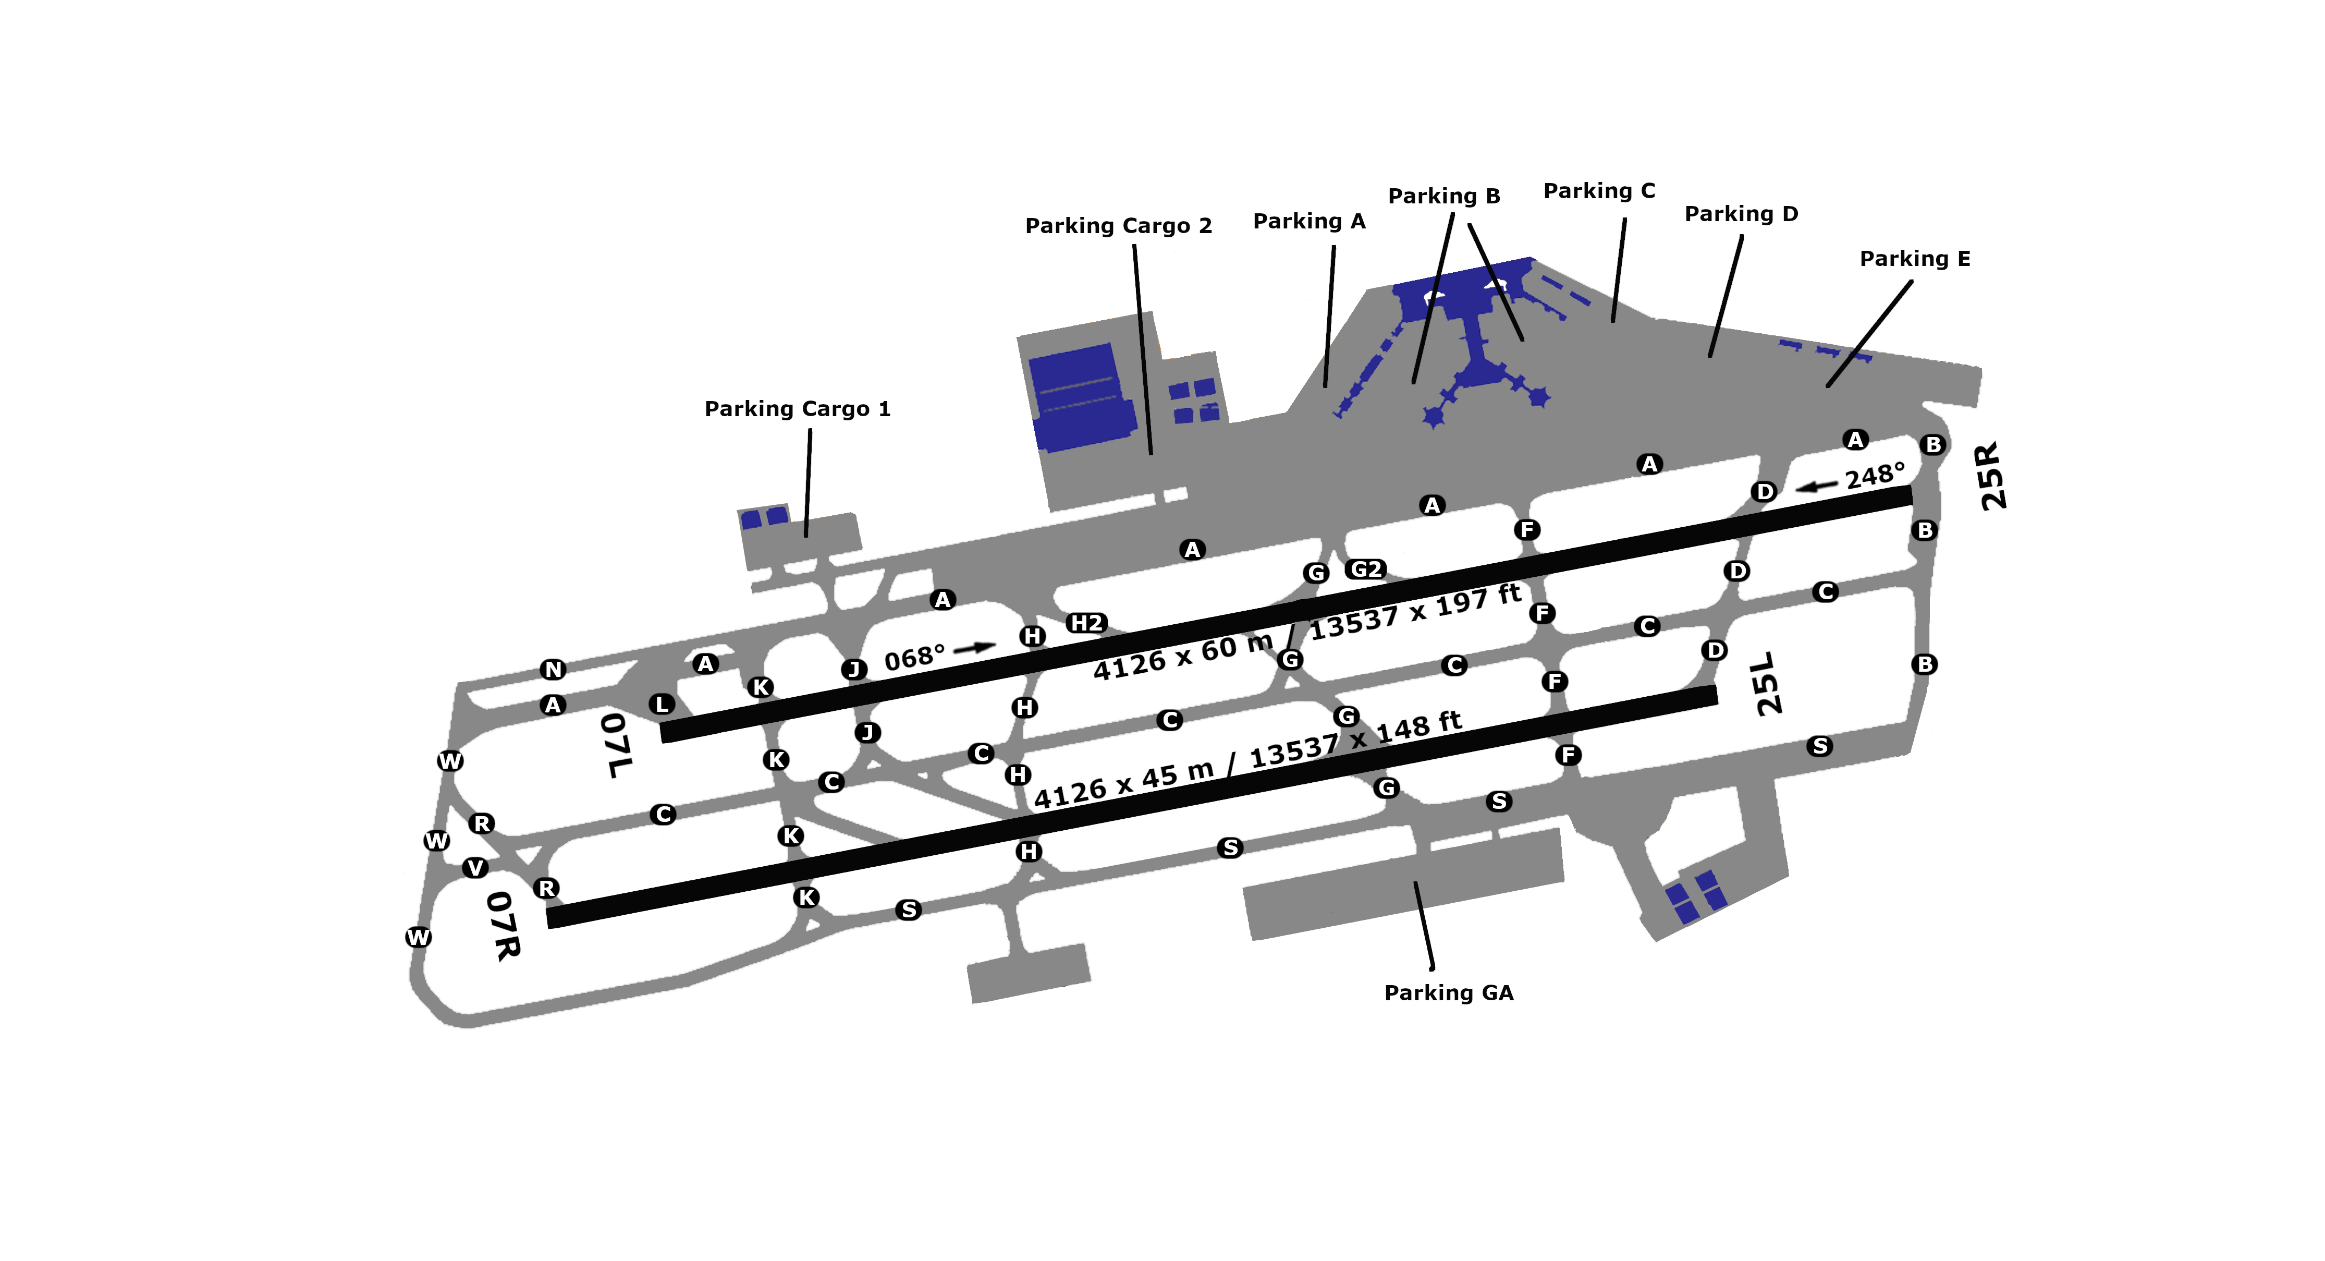 Parking C
Parking B
Parking D
Parking A
Parking Cargo 2
Parking E
Parking Cargo 1
A
B
A
25R
248°
D
A
F
B
A
G
G2
D
C
A
13537 x 197 ft
F
H2
C
H
4126 x 60 m /
068°
G
D
B
C
A
N
J
F
25L
K
L
A
H
G
C
13537 x 148 ft
J
07L
S
C
F
K
W
H
4126 x 45 m /
C
G
S
C
R
K
W
S
H
V
R
K
S
07R
W
Parking GA